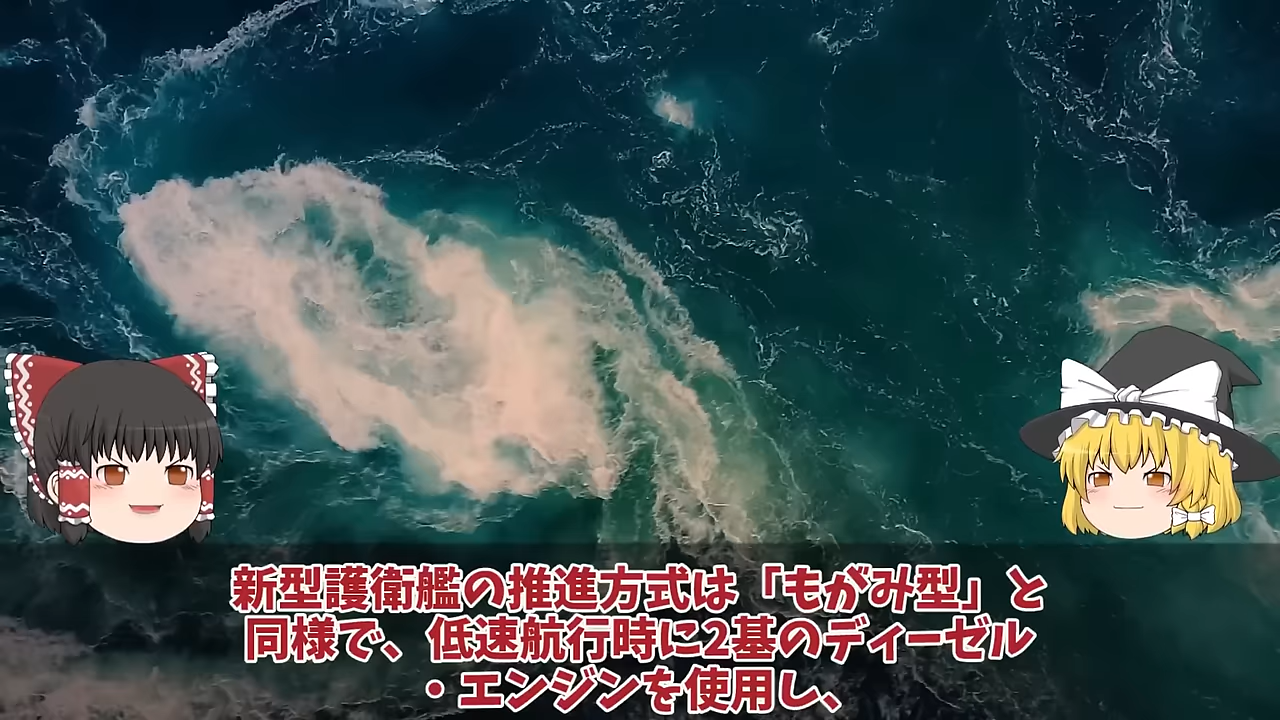 新型護衛艦の推進方式は「もがみ型」と
同様で、低速航行時に2基のディーゼル
・エンジンを使用し、